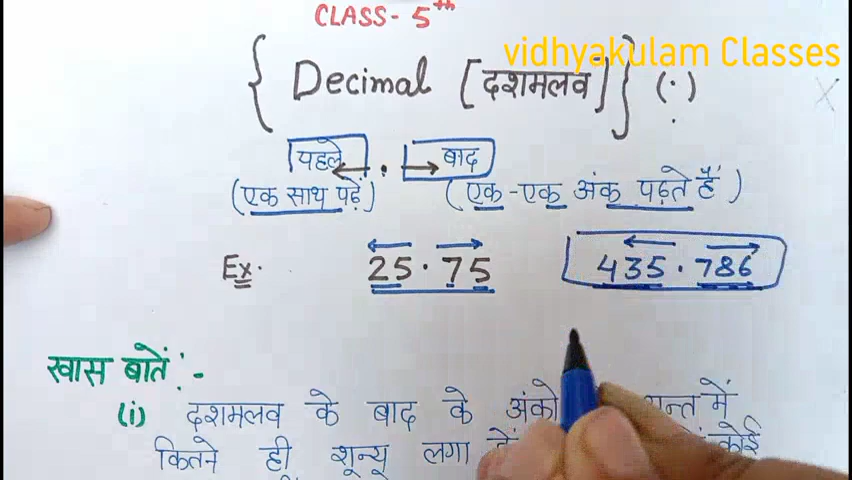 CLASS- 5th
vidhyakulam Classes
{ Decimal [दशमलव] } (·)
पहले ← . → बाद
(एक साथ पढ़ें) (एक-एक अंक पढ़ते हैं)
Ex. 25.75 435.786
खास बातें :-
(i) दशमलव के बाद के अंको में
कितने ही शून्य लगा कोई